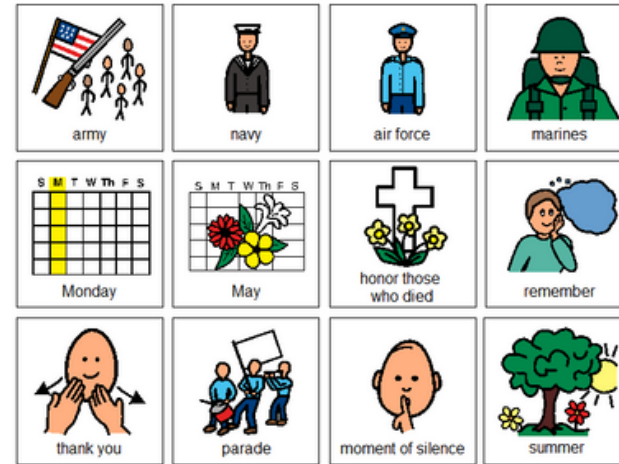 army
navy
air force
marines
S M T W Th F S
Monday
S M T W Th F S
May
honor those
who died
remember
thank you
parade
moment of silence
summer